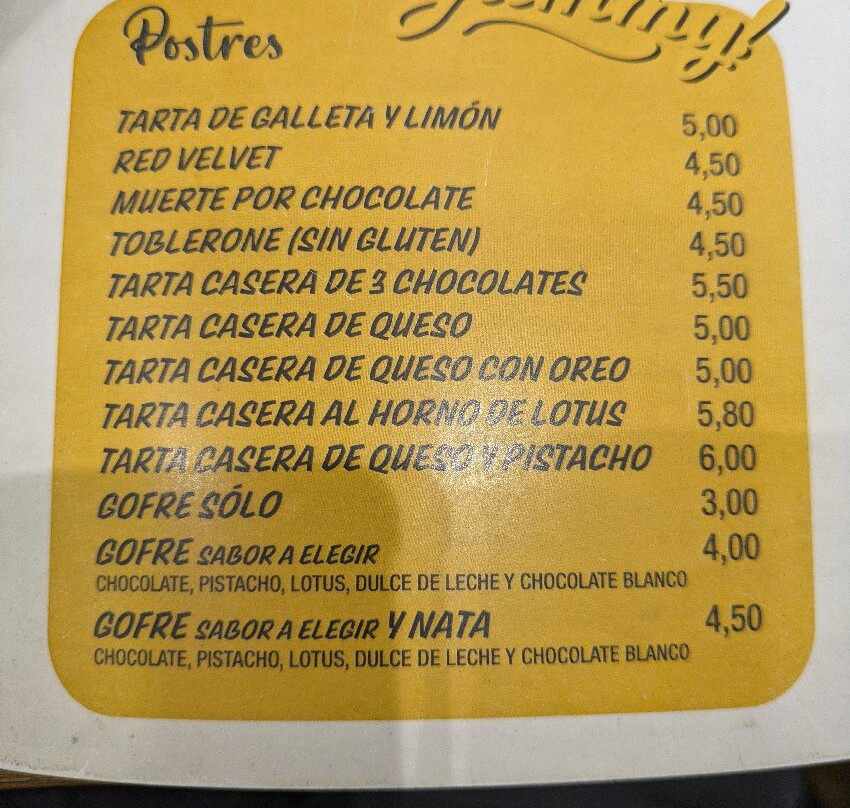 Postres
Yummy!
TARTA DE GALLETA Y LIMÓN 5,00
RED VELVET 4,50
MUERTE POR CHOCOLATE 4,50
TOBLERONE (SIN GLUTEN) 4,50
TARTA CASERA DE 3 CHOCOLATES 5,50
TARTA CASERA DE QUESO 5,00
TARTA CASERA DE QUESO CON OREO 5,00
TARTA CASERA AL HORNO DE LOTUS 5,80
TARTA CASERA DE QUESO Y PISTACHO 6,00
GOFRE SÓLO 3,00
GOFRE SABOR A ELEGIR 4,00
CHOCOLATE, PISTACHO, LOTUS, DULCE DE LECHE Y CHOCOLATE BLANCO
GOFRE SABOR A ELEGIR Y NATA 4,50
CHOCOLATE, PISTACHO, LOTUS, DULCE DE LECHE Y CHOCOLATE BLANCO